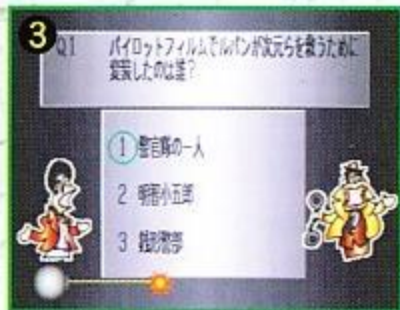 3
Q1 パイロットフィルムでルパンが次元らを救うために
変装したのは誰?
1 警官隊の一人
2 明智小五郎
3 銭形警部